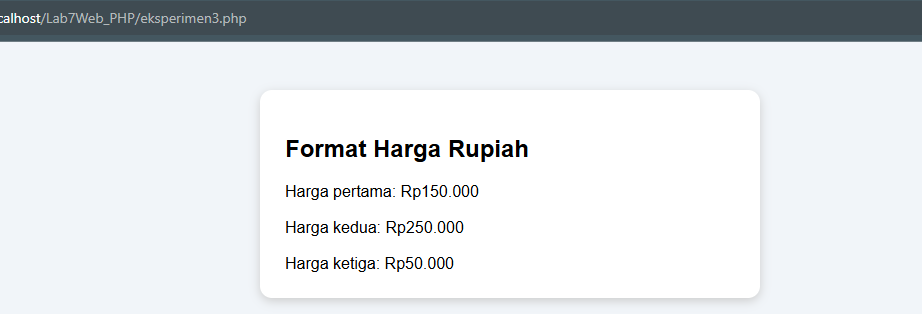 calhost/Lab7Web_PHP/eksperimen3.php
Format Harga Rupiah
Harga pertama: Rp150.000
Harga kedua: Rp250.000
Harga ketiga: Rp50.000